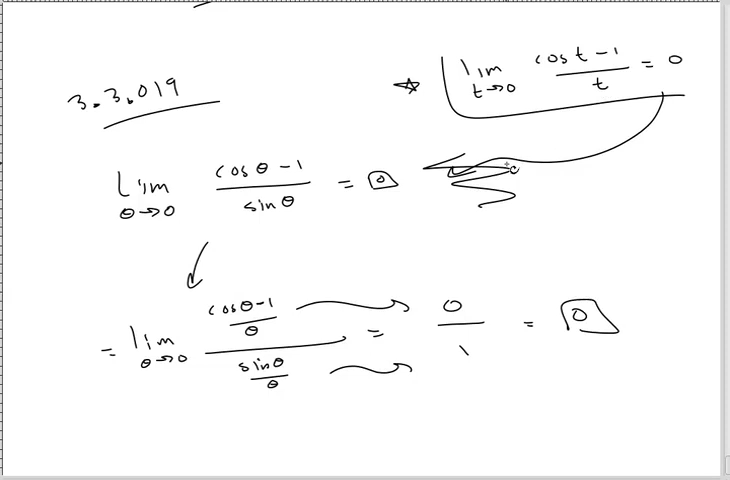 ★ lim t→0 (cos t − 1)/t = 0
3.3.019
lim θ→0 (cos θ − 1)/(sin θ) = 0
= lim θ→0 ((cos θ − 1)/θ)/((sin θ)/θ) = 0/1 = 0